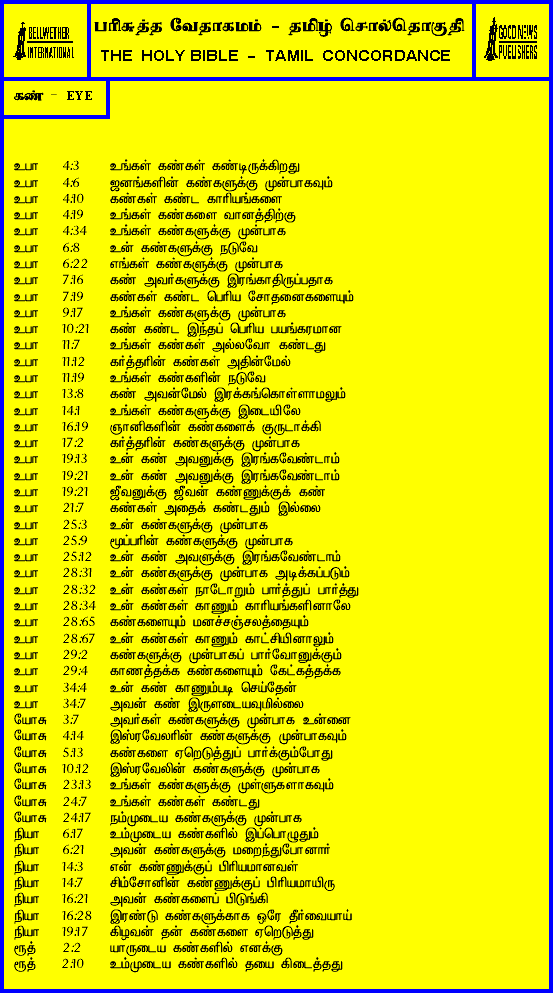 BELLWETHER
INTERNATIONAL
பரிசுத்த வேதாகமம் - தமிழ் சொல்தொகுதி
THE HOLY BIBLE - TAMIL CONCORDANCE
GOOD NEWS
PUBLISHERS
கண் - EYE
உபா 4:3 உங்கள் கண்கள் கண்டிருக்கிறது
உபா 4:6 ஜனங்களின் கண்களுக்கு முன்பாகவும்
உபா 4:10 கண்கள் கண்ட காரியங்களை
உபா 4:19 உங்கள் கண்களை வானத்திற்கு
உபா 4:34 உங்கள் கண்களுக்கு முன்பாக
உபா 6:8 உன் கண்களுக்கு நடுவே
உபா 6:22 எங்கள் கண்களுக்கு முன்பாக
உபா 7:16 கண் அவர்களுக்கு இரங்காதிருப்பதாக
உபா 7:19 கண்கள் கண்ட பெரிய சோதனைகளையும்
உபா 9:17 உங்கள் கண்களுக்கு முன்பாக
உபா 10:21 கண் கண்ட இந்தப் பெரிய பயங்கரமான
உபா 11:7 உங்கள் கண்கள் அல்லவோ கண்டது
உபா 11:12 கர்த்தரின் கண்கள் அதின்மேல்
உபா 11:19 உங்கள் கண்களின் நடுவே
உபா 13:8 கண் அவன்மேல் இரக்கங்கொள்ளாமலும்
உபா 14:1 உங்கள் கண்களுக்கு இடையிலே
உபா 16:19 ஞானிகளின் கண்களைக் குருடாக்கி
உபா 17:2 கர்த்தரின் கண்களுக்கு முன்பாக
உபா 19:13 உன் கண் அவனுக்கு இரங்கவேண்டாம்
உபா 19:21 உன் கண் அவனுக்கு இரங்கவேண்டாம்
உபா 19:21 ஜீவனுக்கு ஜீவன் கண்ணுக்குக் கண்
உபா 21:7 கண்கள் அதைக் கண்டதும் இல்லை
உபா 25:3 உன் கண்களுக்கு முன்பாக
உபா 25:9 மூப்பரின் கண்களுக்கு முன்பாக
உபா 25:12 உன் கண் அவளுக்கு இரங்கவேண்டாம்
உபா 28:31 உன் கண்களுக்கு முன்பாக அடிக்கப்படும்
உபா 28:32 உன் கண்கள் நாடோறும் பார்த்துப் பார்த்து
உபா 28:34 உன் கண்கள் காணும் காரியங்களினாலே
உபா 28:65 கண்களையும் மனச்சஞ்சலத்தையும்
உபா 28:67 உன் கண்கள் காணும் காட்சியினாலும்
உபா 29:2 கண்களுக்கு முன்பாகப் பார்வோனுக்கும்
உபா 29:4 காணத்தக்க கண்களையும் கேட்கத்தக்க
உபா 34:4 உன் கண் காணும்படி செய்தேன்
உபா 34:7 அவன் கண் இருளடையவுமில்லை
யோசு 3:7 அவர்கள் கண்களுக்கு முன்பாக உன்னை
யோசு 4:14 இஸ்ரவேலரின் கண்களுக்கு முன்பாகவும்
யோசு 5:13 கண்களை ஏறெடுத்துப் பார்க்கும்போது
யோசு 10:12 இஸ்ரவேலின் கண்களுக்கு முன்பாக
யோசு 23:13 உங்கள் கண்களுக்கு முள்ளுகளாகவும்
யோசு 24:7 உங்கள் கண்கள் கண்டது
யோசு 24:17 நம்முடைய கண்களுக்கு முன்பாக
நியா 6:17 உம்முடைய கண்களில் இப்பொழுதும்
நியா 6:21 அவன் கண்களுக்கு மறைந்துபோனார்
நியா 14:3 என் கண்ணுக்குப் பிரியமானவள்
நியா 14:7 சிம்சோனின் கண்ணுக்குப் பிரியமாயிரு
நியா 16:21 அவன் கண்களைப் பிடுங்கி
நியா 16:28 இரண்டு கண்களுக்காக ஒரே தீர்வையாய்
நியா 19:17 கிழவன் தன் கண்களை ஏறெடுத்து
ரூத் 2:2 யாருடைய கண்களில் எனக்கு
ரூத் 2:10 உம்முடைய கண்களில் தயை கிடைத்தது